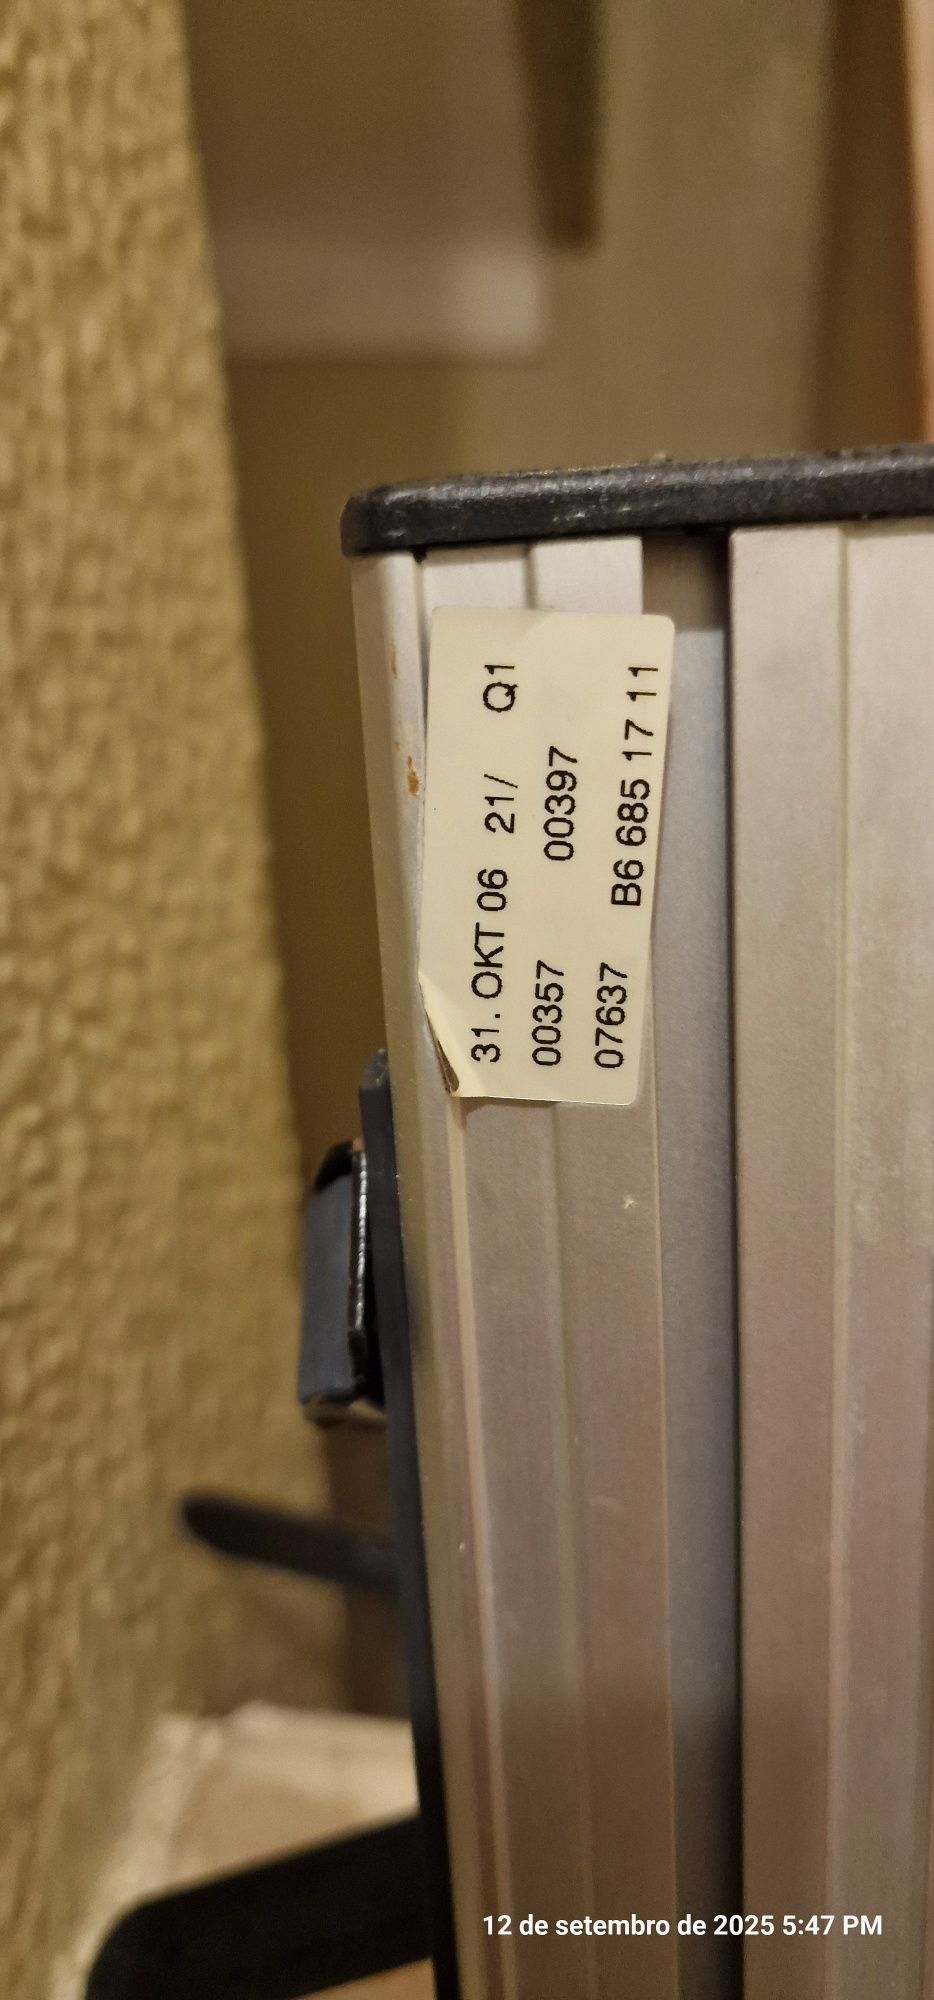 31. OKT 06 21/ Q1
00357 00397
07637 B6 685 17 11
12 de setembro de 2025 5:47 PM